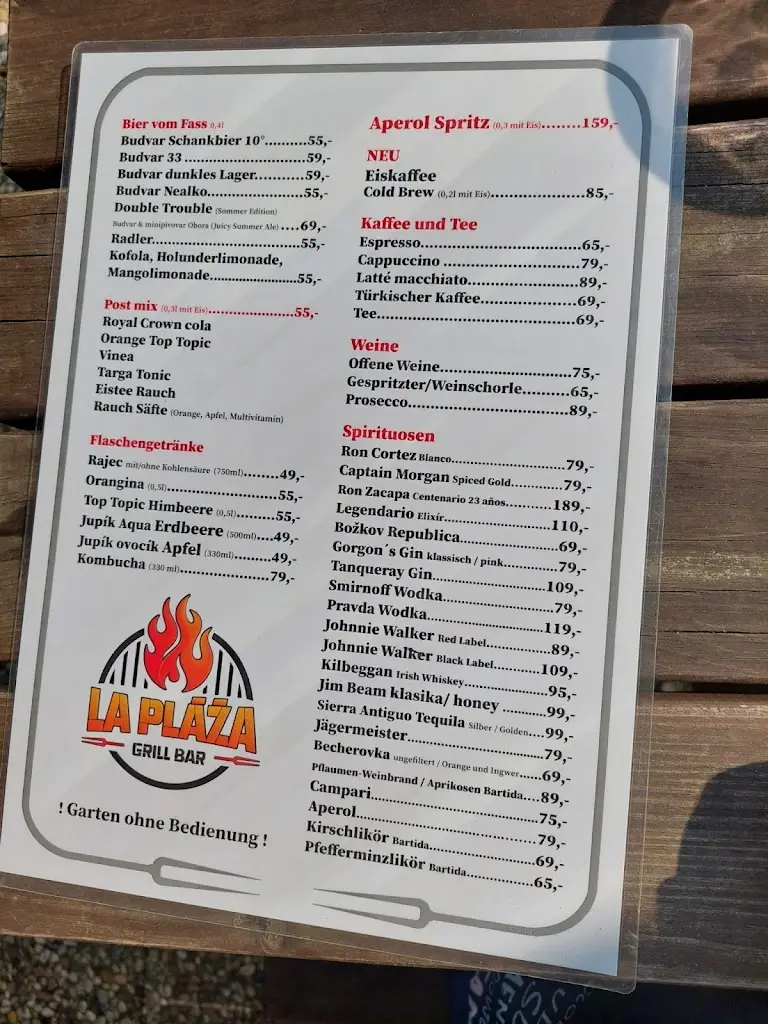 Bier vom Fass 0,4l
Budvar Schankbier 10°..........55,-
Budvar 33 ............................59,-
Budvar dunkles Lager...........59,-
Budvar Nealko.......................55,-
Double Trouble (Sommer Edition)
Budvar & minipivovar Obora (Juicy Summer Ale) ....69,-
Radler....................................55,-
Kofola, Holunderlimonade,
Mangolimonade.....................55,-
Post mix (0,3l mit Eis).....................55,-
Royal Crown cola
Orange Top Topic
Vinea
Targa Tonic
Eistee Rauch
Rauch Säfte (Orange, Apfel, Multivitamin)
Flaschengetränke
Rajec mit/ohne Kohlensäure (750ml)........49,-
Orangina (0,5l)................................55,-
Top Topic Himbeere (0,5l)..........55,-
Jupík Aqua Erdbeere (500ml)....49,-
Jupík ovocík Apfel (330ml).........49,-
Kombucha (330 ml)......................79,-
LA PLÁŽA
GRILL BAR
! Garten ohne Bedienung !
Aperol Spritz (0,3 mit Eis)........159,-
NEU
Eiskaffee
Cold Brew (0,2l mit Eis)...................85,-
Kaffee und Tee
Espresso....................................65,-
Cappuccino ..............................79,-
Latté macchiato........................89,-
Türkischer Kaffee.....................69,-
Tee.............................................69,-
Weine
Offene Weine............................75,-
Gespritzter/Weinschorle..........65,-
Prosecco....................................89,-
Spirituosen
Ron Cortez Blanco.........................79,-
Captain Morgan Spiced Gold...........79,-
Ron Zacapa Centenario 23 años..........189,-
Legendario Elixír........................110,-
Božkov Republica......................69,-
Gorgon´s Gin klassisch / pink............79,-
Tanqueray Gin.........................109,-
Smirnoff Wodka.........................79,-
Pravda Wodka..........................119,-
Johnnie Walker Red Label.............89,-
Johnnie Walker Black Label.........109,-
Kilbeggan Irish Whiskey.................95,-
Jim Beam klasika/ honey .........99,-
Sierra Antiguo Tequila Silber / Golden....99,-
Jägermeister..............................79,-
Becherovka ungefiltert / Orange und Ingwer.....69,-
Pflaumen-Weinbrand / Aprikosen Bartida....89,-
Campari.....................................75,-
Aperol........................................79,-
Kirschlikör Bartida.......................69,-
Pfefferminzlikör Bartida...............65,-